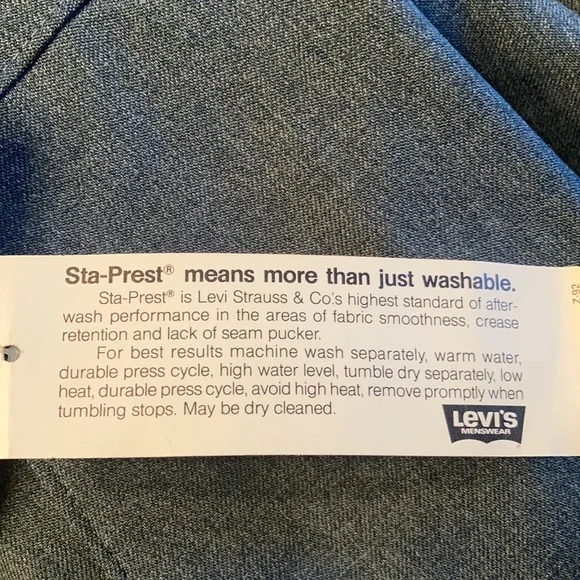 Sta-Prest® means more than just washable.
Sta-Prest® is Levi Strauss & Co.'s highest standard of after-
wash performance in the areas of fabric smoothness, crease
retention and lack of seam pucker.
For best results machine wash separately, warm water,
durable press cycle, high water level, tumble dry separately, low
heat, durable press cycle, avoid high heat, remove promptly when
tumbling stops. May be dry cleaned.
LEVI'S
MENSWEAR
7-92